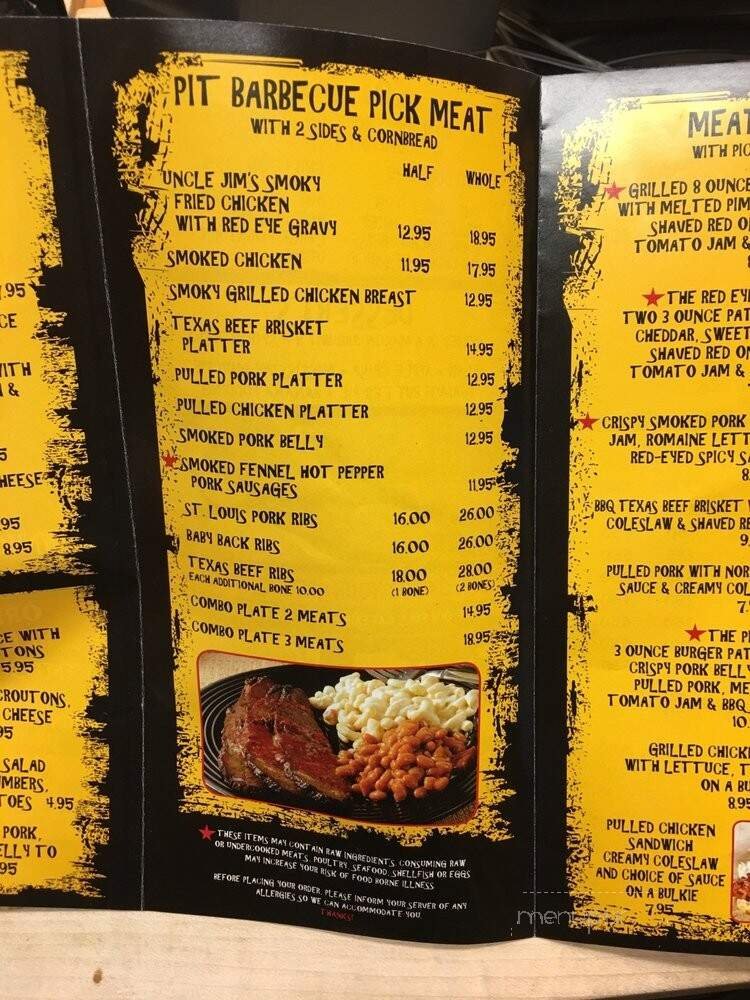 7.95
CE
WITH
&
5
HEESE
95
8.95
CE WITH
TONS
5.95
CROUTONS,
CHEESE
95
SALAD
UMBERS,
TOES 4.95
PORK,
ELLY TO
95
PIT BARBECUE PICK MEAT
WITH 2 SIDES & CORNBREAD
HALF WHOLE
UNCLE JIM'S SMOKY
FRIED CHICKEN
WITH RED EYE GRAVY 12.95 18.95
SMOKED CHICKEN 11.95 17.95
SMOKY GRILLED CHICKEN BREAST 12.95
TEXAS BEEF BRISKET
PLATTER 14.95
PULLED PORK PLATTER 12.95
PULLED CHICKEN PLATTER 12.95
SMOKED PORK BELLY 12.95
SMOKED FENNEL HOT PEPPER
PORK SAUSAGES 11.95
ST. LOUIS PORK RIBS 16.00 26.00
BABY BACK RIBS 16.00 26.00
TEXAS BEEF RIBS 18.00 28.00
EACH ADDITIONAL BONE 10.00 (1 BONE) (2 BONES)
COMBO PLATE 2 MEATS 14.95
COMBO PLATE 3 MEATS 18.95
THESE ITEMS MAY CONTAIN RAW INGREDIENTS. CONSUMING RAW
OR UNDERCOOKED MEATS, POULTRY, SEAFOOD, SHELLFISH OR EGGS
MAY INCREASE YOUR RISK OF FOOD BORNE ILLNESS
BEFORE PLACING YOUR ORDER, PLEASE INFORM YOUR SERVER OF ANY
ALLERGIES SO WE CAN ACCOMMODATE YOU.
THANKS!
MEAT
WITH PIC
GRILLED 8 OUNCE
WITH MELTED PIM
SHAVED RED O
TOMATO JAM &
THE RED EY
TWO 3 OUNCE PAT
CHEDDAR, SWEET
SHAVED RED ON
TOMATO JAM &
CRISPY SMOKED PORK
JAM, ROMAINE LETT
RED-EYED SPICY SA
8.
BBQ TEXAS BEEF BRISKET
COLESLAW & SHAVED RE
9.
PULLED PORK WITH NOR
SAUCE & CREAMY COL
7.
THE P
3 OUNCE BURGER PAT
CRISPY PORK BELLY
PULLED PORK, ME
TOMATO JAM & BBQ
10
GRILLED CHICK
WITH LETTUCE, T
ON A BU
8.95
PULLED CHICKEN
SANDWICH
CREAMY COLESLAW
AND CHOICE OF SAUCE
ON A BULKIE
7.95